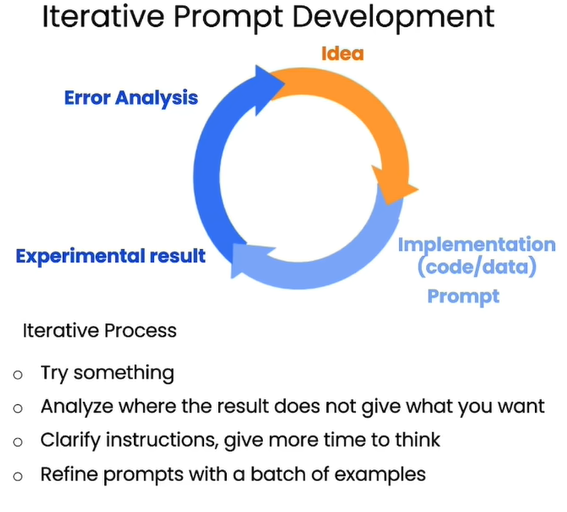 Iterative Prompt Development
Idea
Error Analysis
Implementation
(code/data)
Experimental result
Prompt
Iterative Process
o Try something
o Analyze where the result does not give what you want
o Clarify instructions, give more time to think
o Refine prompts with a batch of examples